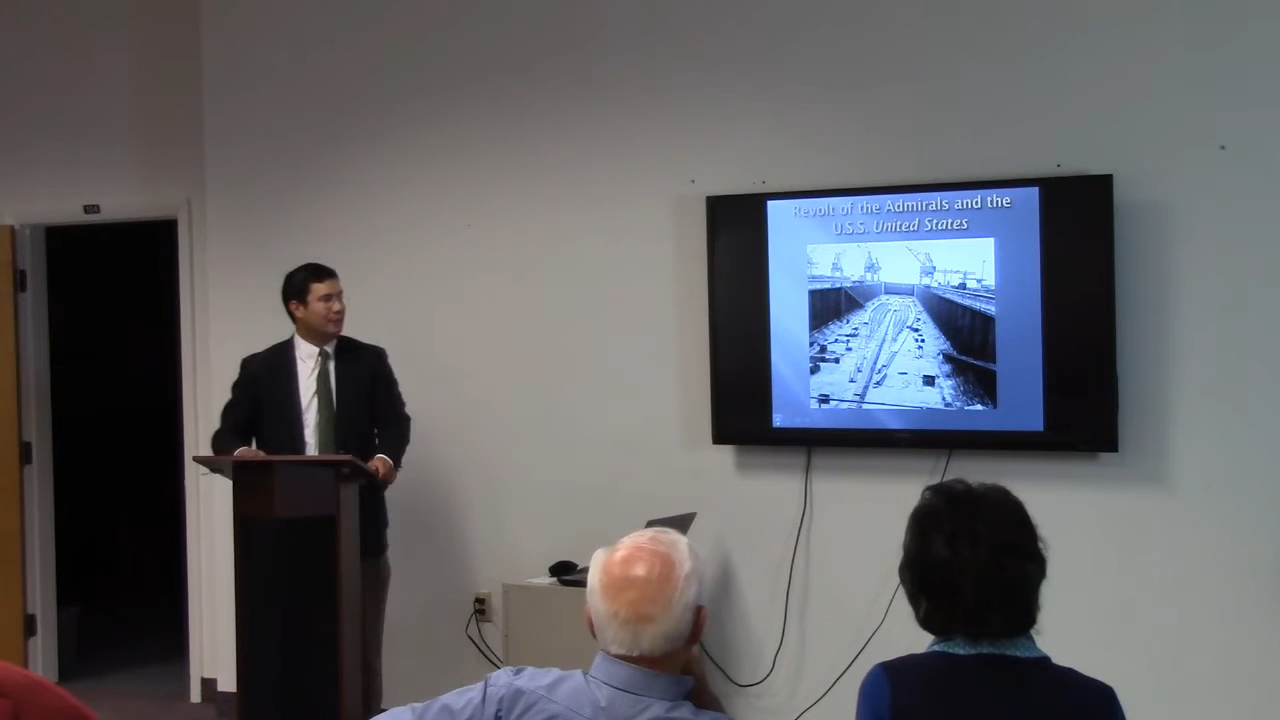 Revolt of the Admirals and the
U.S.S. United States